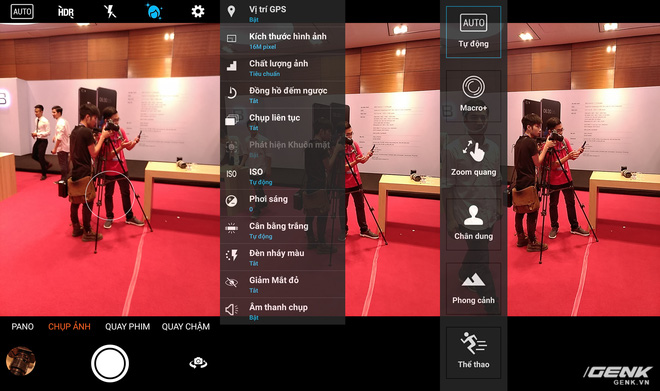 AUTO
HDR
PANO
CHỤP ẢNH
QUAY PHIM
QUAY CHẬM
Vị trí GPS
Bật
Kích thước hình ảnh
16M pixel
Chất lượng ảnh
Tiêu chuẩn
Đồng hồ đếm ngược
Tắt
Chụp liên tục
Tắt
Phát hiện Khuôn mặt
ISO
ISO
Tự động
Phơi sáng
0
Cân bằng trắng
Tự động
Đèn nháy màu
Tắt
Giảm Mắt đỏ
Tắt
Âm thanh chụp
Bật
AUTO
Tự động
Macro+
Zoom quang
Chân dung
Phong cảnh
Thể thao
GENK
GENK.VN